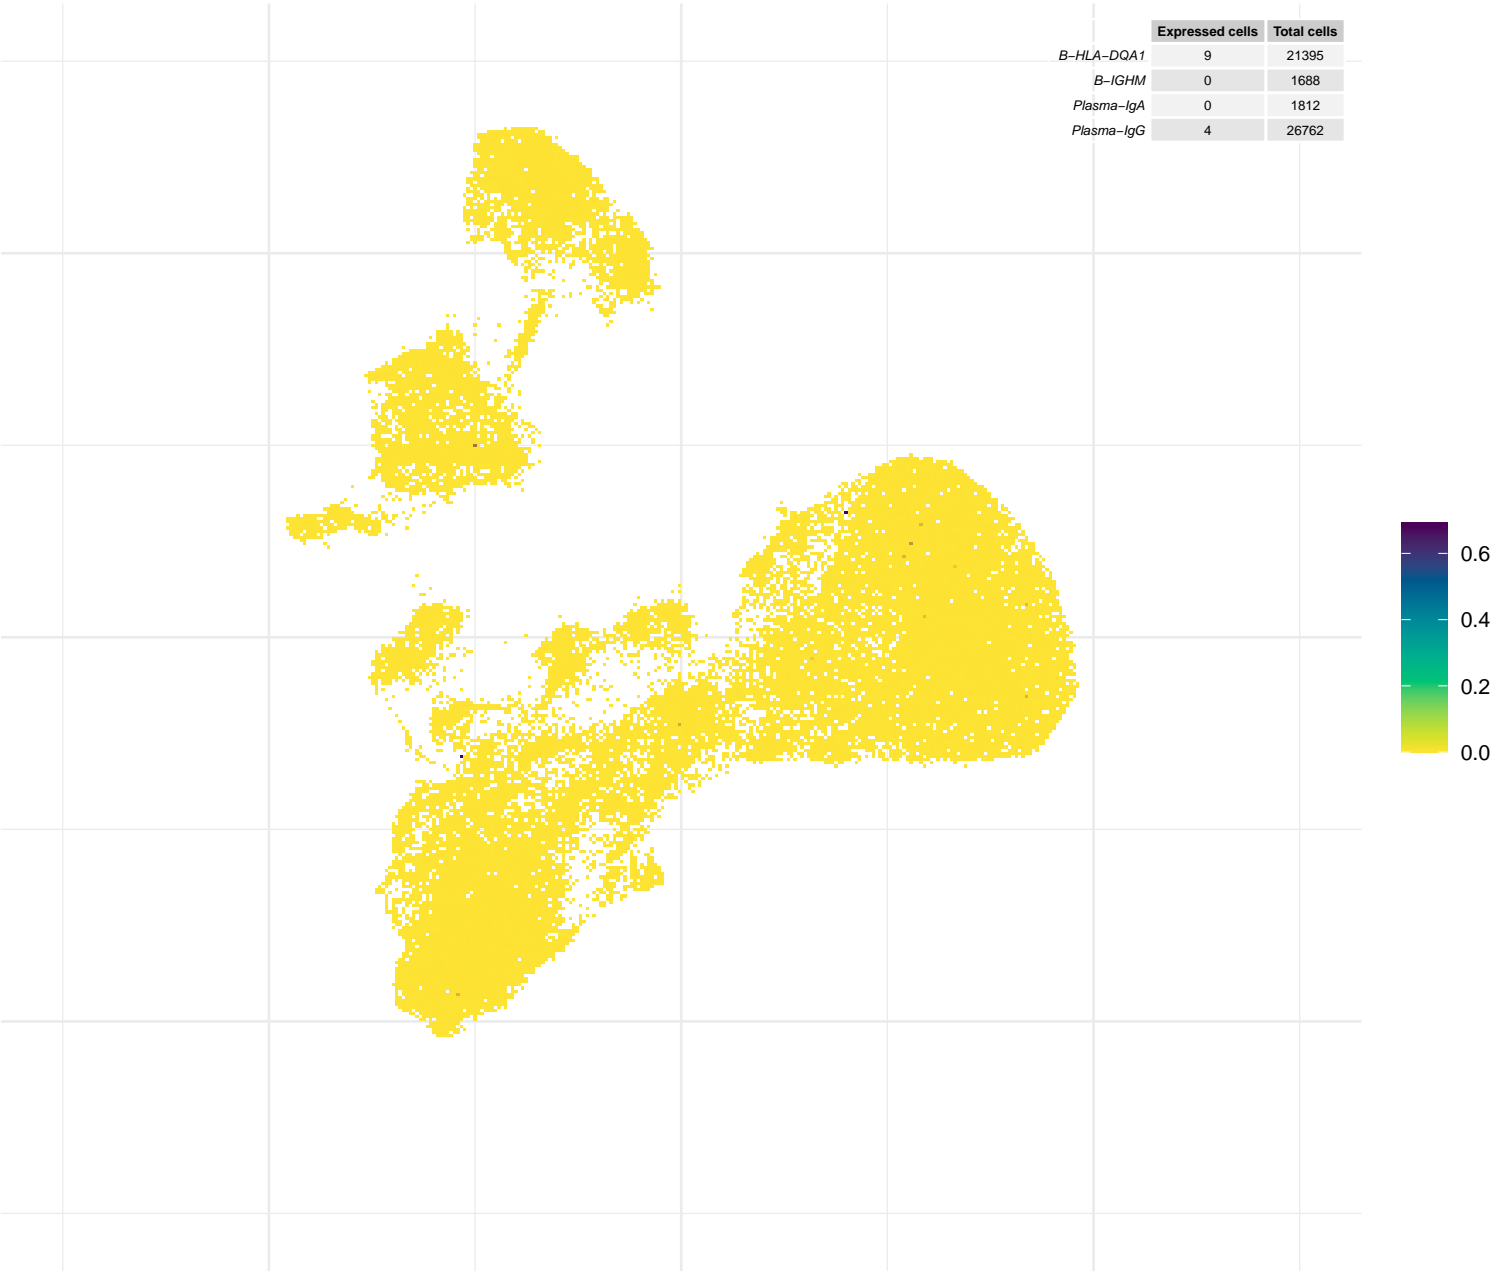 Expressed cells Total cells
B−HLA−DQA1 9 21395
B−IGHM 0 1688
Plasma−IgA 0 1812
Plasma−IgG 4 26762
0.6
0.4
0.2
0.0